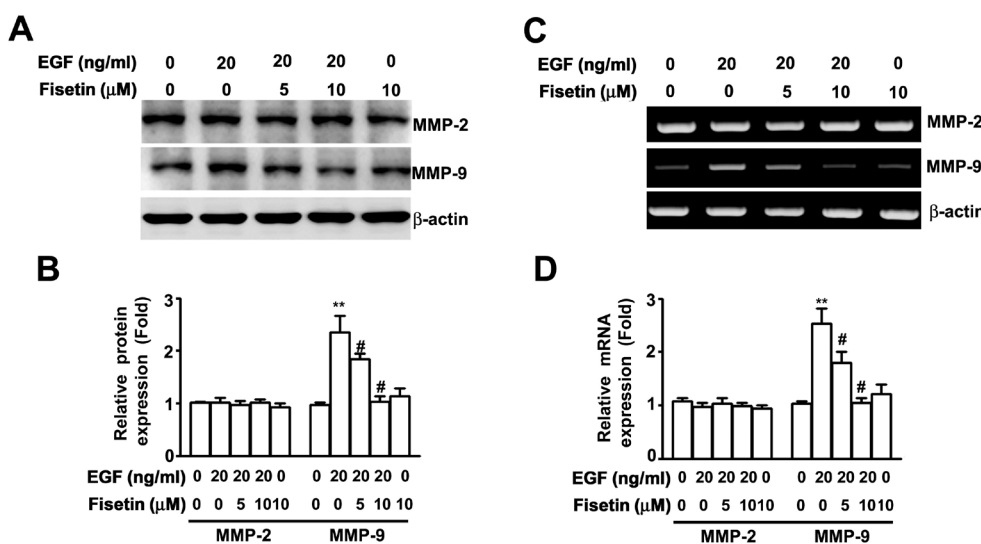 A
EGF (ng/ml) 0 20 20 20 0
Fisetin (μM) 0 0 5 10 10
MMP-2
MMP-9
β-actin
B
Relative protein
expression (Fold)
3
2
1
0
**
#
#
EGF (ng/ml) 0 20 20 20 0 0 20 20 20 0
Fisetin (μM) 0 0 5 10 10 0 0 5 10 10
MMP-2 MMP-9
C
EGF (ng/ml) 0 20 20 20 0
Fisetin (μM) 0 0 5 10 10
MMP-2
MMP-9
β-actin
D
Relative mRNA
expression (Fold)
3
2
1
0
**
#
#
EGF (ng/ml) 0 20 20 20 0 0 20 20 20 0
Fisetin (μM) 0 0 5 10 10 0 0 5 10 10
MMP-2 MMP-9